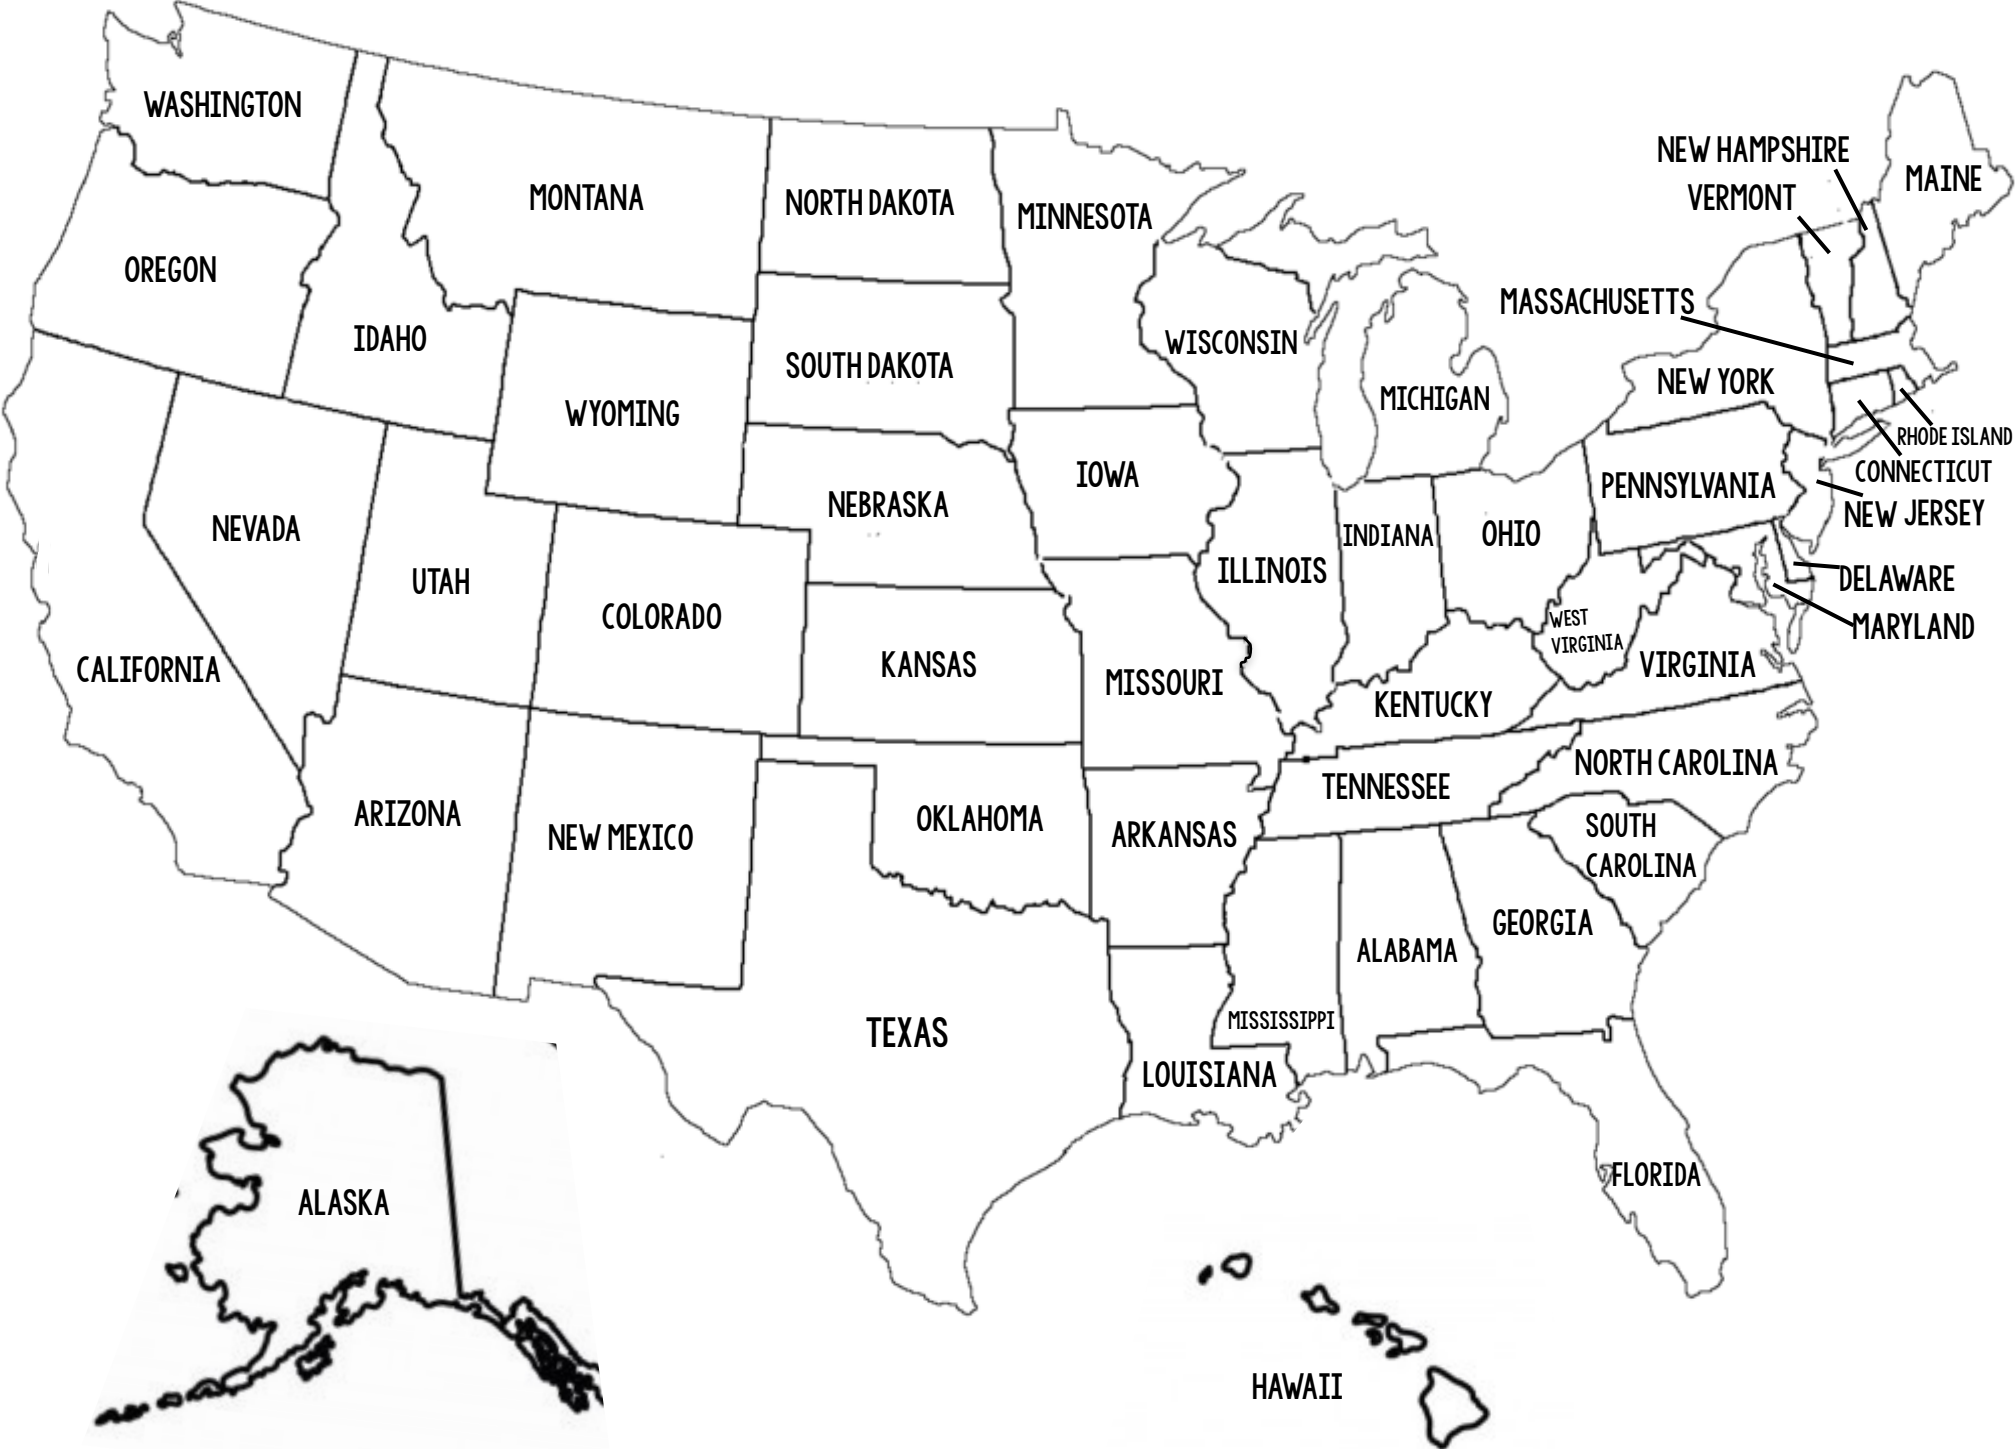 WASHINGTON
MONTANA
NORTH DAKOTA
MINNESOTA
NEW HAMPSHIRE
VERMONT
MAINE
OREGON
IDAHO
WYOMING
SOUTH DAKOTA
WISCONSIN
MICHIGAN
MASSACHUSETTS
NEW YORK
RHODE ISLAND
CONNECTICUT
NEW JERSEY
PENNSYLVANIA
NEVADA
UTAH
COLORADO
NEBRASKA
IOWA
ILLINOIS
INDIANA
OHIO
DELAWARE
MARYLAND
WEST
VIRGINIA
VIRGINIA
CALIFORNIA
KANSAS
MISSOURI
KENTUCKY
ARIZONA
NEW MEXICO
OKLAHOMA
ARKANSAS
TENNESSEE
NORTH CAROLINA
SOUTH
CAROLINA
GEORGIA
ALABAMA
MISSISSIPPI
TEXAS
LOUISIANA
FLORIDA
ALASKA
HAWAII